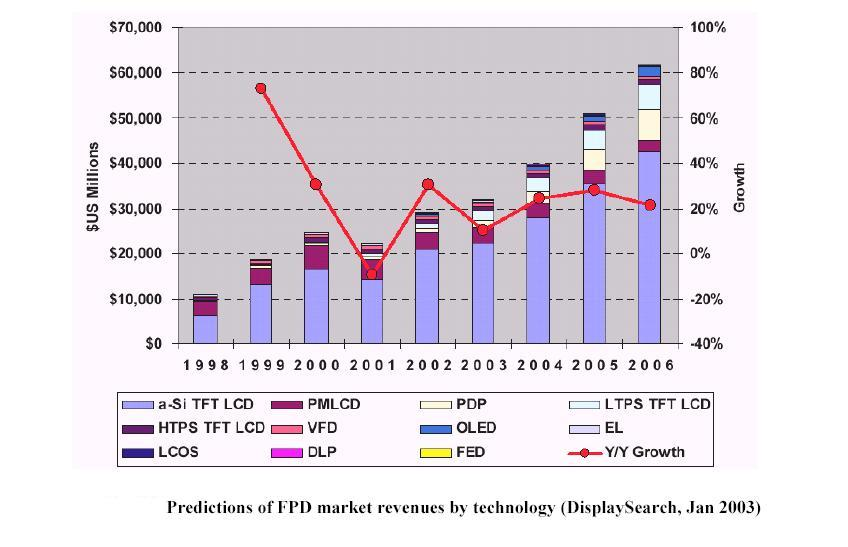 $70,000 100%
$60,000 80%
$50,000 60%
$40,000 40%
$30,000 20%
$20,000 0%
$10,000 -20%
$0 -40%
$US Millions
Growth
1998 1999 2000 2001 2002 2003 2004 2005 2006
a-Si TFT LCD PMLCD PDP LTPS TFT LCD
HTPS TFT LCD VFD OLED EL
LCOS DLP FED Y/Y Growth
Predictions of FPD market revenues by technology (DisplaySearch, Jan 2003)